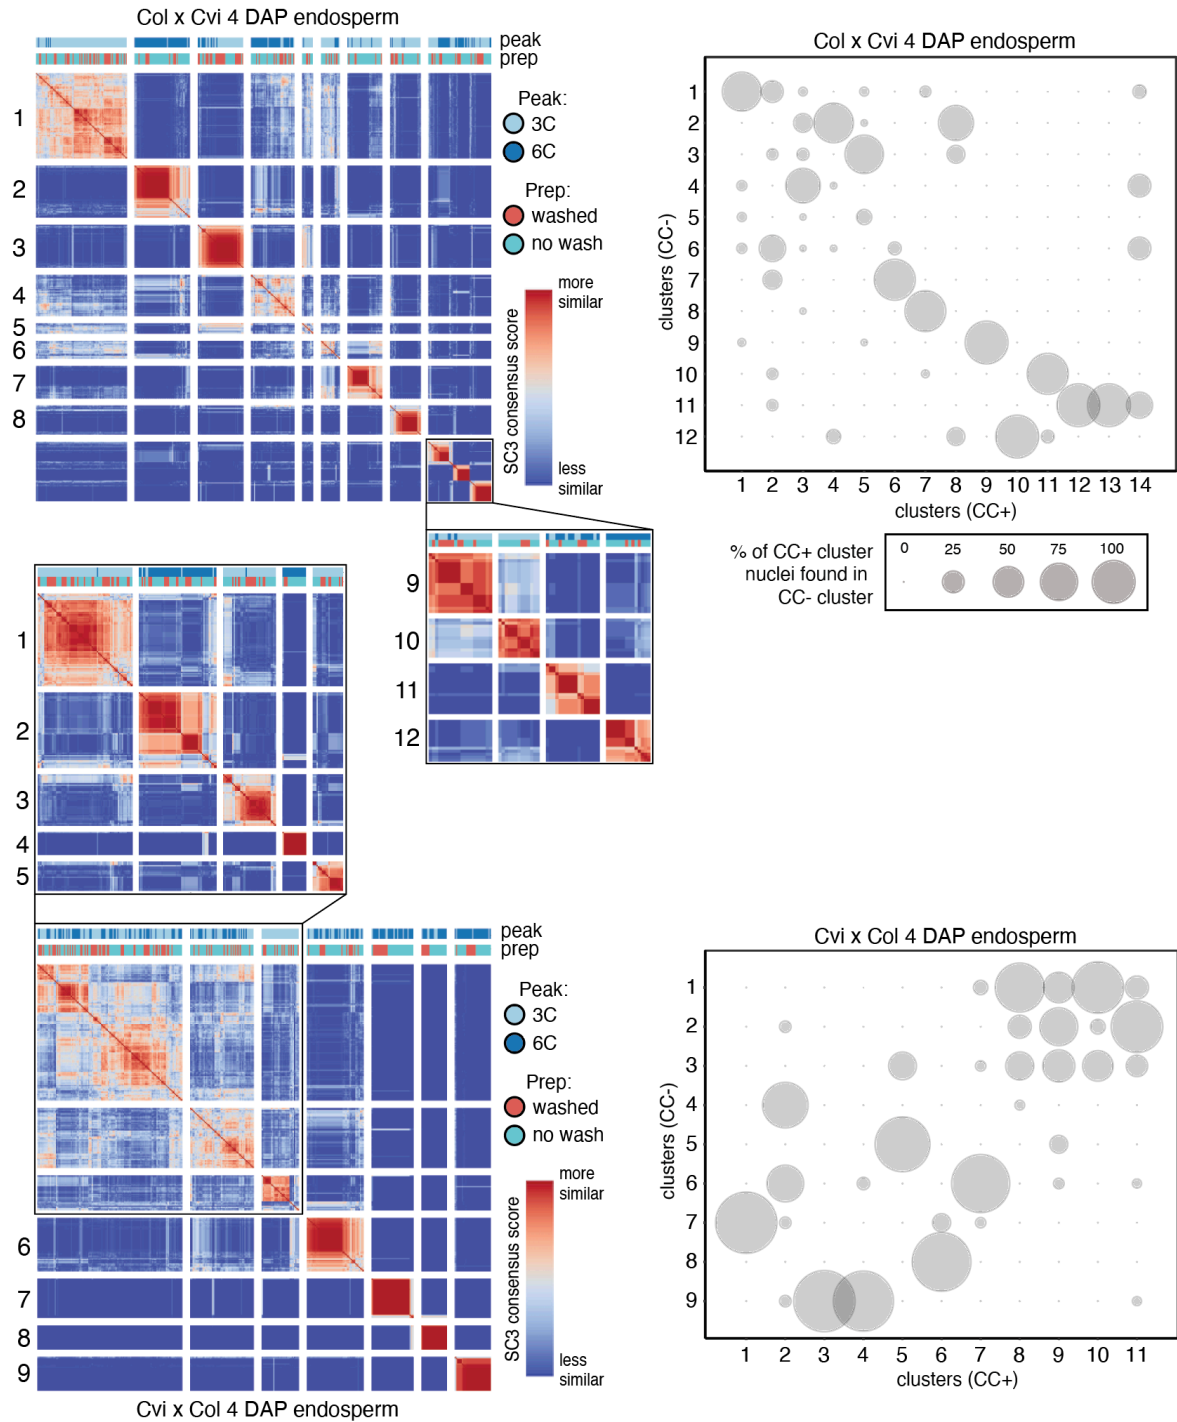 Col x Cvi 4 DAP endosperm
peak
prep
1
2
3
4
5
6
7
8
Peak:
3C
6C
Prep:
washed
no wash
more
similar
SC3 consensus score
less
similar
9
10
11
12
1
2
3
4
5
Col x Cvi 4 DAP endosperm
clusters (CC-)
1
2
3
4
5
6
7
8
9
10
11
12
1 2 3 4 5 6 7 8 9 10 11 12 13 14
clusters (CC+)
% of CC+ cluster
nuclei found in
CC- cluster
0 25 50 75 100
peak
prep
6
7
8
9
Peak:
3C
6C
Prep:
washed
no wash
more
similar
SC3 consensus score
less
similar
Cvi x Col 4 DAP endosperm
Cvi x Col 4 DAP endosperm
clusters (CC-)
1
2
3
4
5
6
7
8
9
1 2 3 4 5 6 7 8 9 10 11
clusters (CC+)